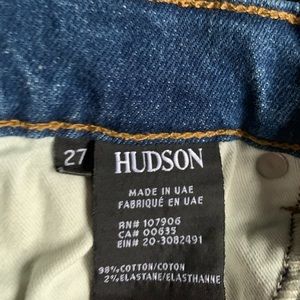 27
HUDSON
MADE IN UAE
FABRIQUÉ EN UAE
RN# 107906
CA# 00635
EIN# 20-3082491
98% COTTON/COTON
2% ELASTANE/ELASTHANNE